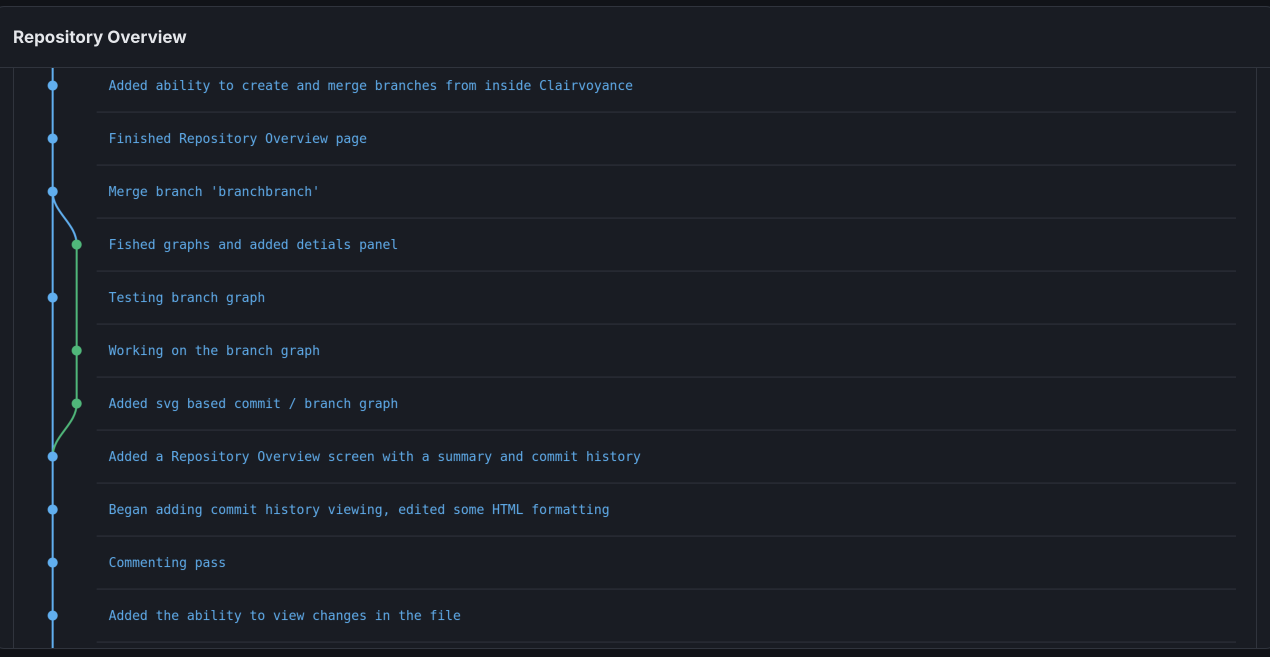 Repository Overview
Added ability to create and merge branches from inside Clairvoyance
Finished Repository Overview page
Merge branch 'branchbranch'
Fished graphs and added detials panel
Testing branch graph
Working on the branch graph
Added svg based commit / branch graph
Added a Repository Overview screen with a summary and commit history
Began adding commit history viewing, edited some HTML formatting
Commenting pass
Added the ability to view changes in the file